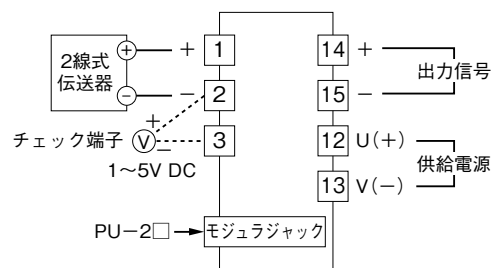 2線式
伝送器
+
−
+
−
1
2
3
チェック端子
V
+
−
1〜5V DC
PU−2□
モジュラジャック
14
+
15
−
出力信号
12
U(+)
13
V(−)
供給電源